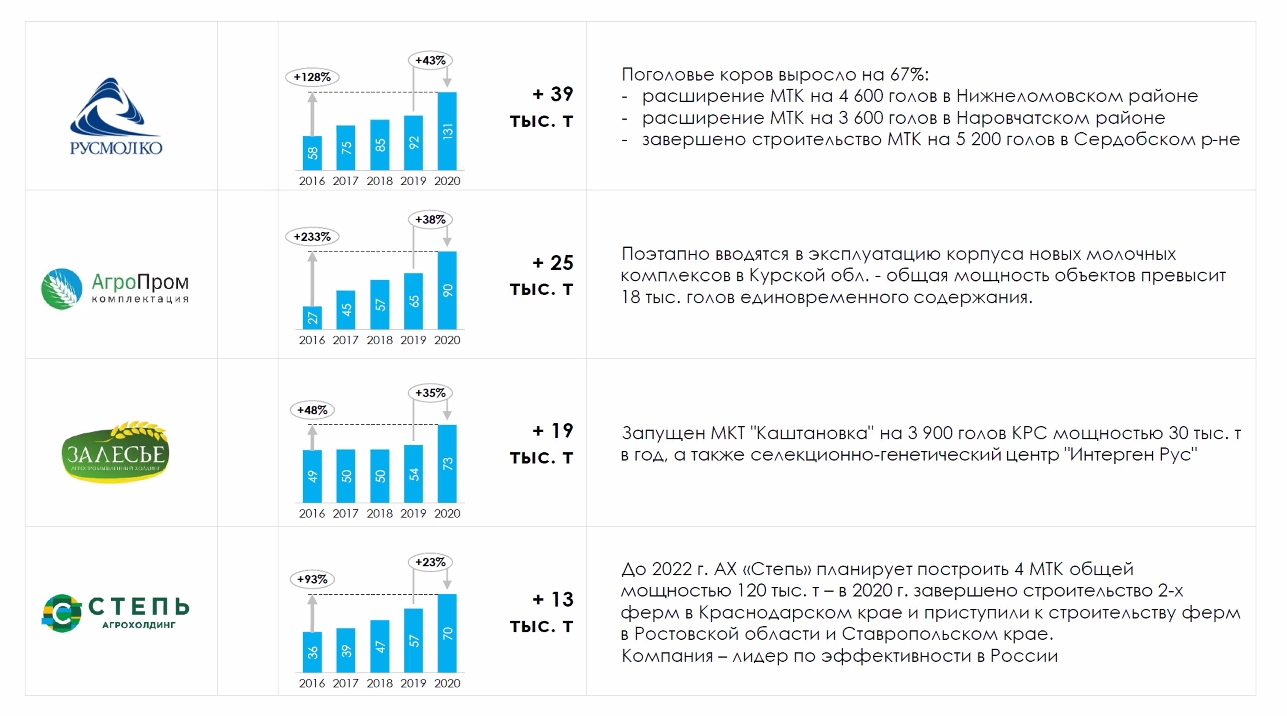 РУСМОЛКО
+128%
+43%
58
75
85
92
131
2016 2017 2018 2019 2020
+ 39
тыс. т
Поголовье коров выросло на 67%:
- расширение МТК на 4 600 голов в Нижнеломовском районе
- расширение МТК на 3 600 голов в Наровчатском районе
- завершено строительство МТК на 5 200 голов в Сердобском р-не
АгроПром
комплектация
+233%
+38%
27
45
57
65
90
2016 2017 2018 2019 2020
+ 25
тыс. т
Поэтапно вводятся в эксплуатацию корпуса новых молочных
комплексов в Курской обл. - общая мощность объектов превысит
18 тыс. голов единовременного содержания.
ЗАЛЕСЬЕ
АГРОПРОМЫШЛЕННЫЙ ХОЛДИНГ
+48%
+35%
49
50
50
54
73
2016 2017 2018 2019 2020
+ 19
тыс. т
Запущен МКТ "Каштановка" на 3 900 голов КРС мощностью 30 тыс. т
в год, а также селекционно-генетический центр "Интерген Рус"
СТЕПЬ
АГРОХОЛДИНГ
+93%
+23%
36
39
47
57
70
2016 2017 2018 2019 2020
+ 13
тыс. т
До 2022 г. АХ «Степь» планирует построить 4 МТК общей
мощностью 120 тыс. т – в 2020 г. завершено строительство 2-х
ферм в Краснодарском крае и приступили к строительству ферм
в Ростовской области и Ставропольском крае.
Компания – лидер по эффективности в России